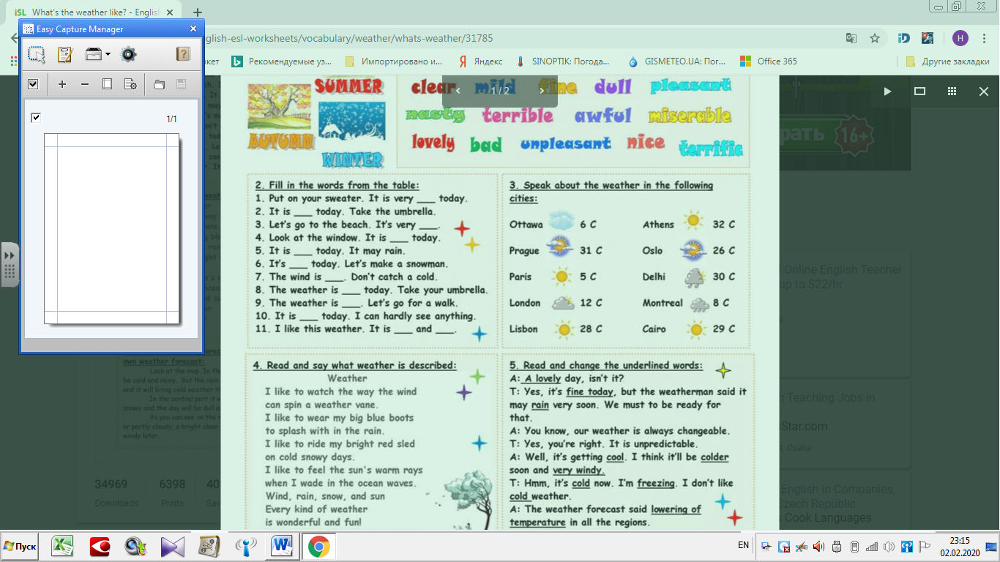 iSL What's the weather like? - Englis
Easy Capture Manager
glish-esl-worksheets/vocabulary/weather/whats-weather/31785
H
ркет
Рекомендуемые уз...
Импортировано и...
Яндекс
SINOPTIK: Погода...
GISMETEO.UA: Пог...
Office 365
Другие закладки
1/1
SUMMER
AUTUMN
WINTER
clear mild fine dull pleasant
1 / 2
nasty terrible awful miserable
lovely bad unpleasant nice terrific
рать 16+
2. Fill in the words from the table:
1. Put on your sweater. It is very ___ today.
2. It is ___ today. Take the umbrella.
3. Let's go to the beach. It's very ___.
4. Look at the window. It is ___ today.
5. It is ___ today. It may rain.
6. It's ___ today. Let's make a snowman.
7. The wind is ___. Don't catch a cold.
8. The weather is ___ today. Take your umbrella.
9. The weather is ___. Let's go for a walk.
10. It is ___ today. I can hardly see anything.
11. I like this weather. It is ___ and ___.
3. Speak about the weather in the following
cities:
Ottawa 6 C Athens 32 C
Prague 31 C Oslo 26 C
Paris 5 C Delhi 30 C
London 12 C Montreal 8 C
Lisbon 28 C Cairo 29 C
4. Read and say what weather is described:
Weather
I like to watch the way the wind
can spin a weather vane.
I like to wear my big blue boots
to splash with in the rain.
I like to ride my bright red sled
on cold snowy days.
I like to feel the sun's warm rays
when I wade in the ocean waves.
Wind, rain, snow, and sun
Every kind of weather
is wonderful and fun!
5. Read and change the underlined words:
A: A lovely day, isn't it?
T: Yes, it's fine today, but the weatherman said it
may rain very soon. We must to be ready for
that.
A: You know, our weather is always changeable.
T: Yes, you're right. It is unpredictable.
A: Well, it's getting cool. I think it'll be colder
soon and very windy.
T: Hmm, it's cold now. I'm freezing. I don't like
cold weather.
A: The weather forecast said lowering of
temperature in all the regions.
own weather forecast:
Look at the map. In the
be cold and rainy. But the rain
and it will bring cold weather th
In the central part it w
snowy and the day will be dull a
As you can see on the s
or partly cloudy, a bright clear
windy later.
34969 6398 40
Downloads Prints Sav
Online English Teacher
up to $22/hr
Teaching Jobs in
Star.com
, Osaka
English in Companies,
Czech Republic
Cook Languages
Пуск
EN
23:15
02.02.2020